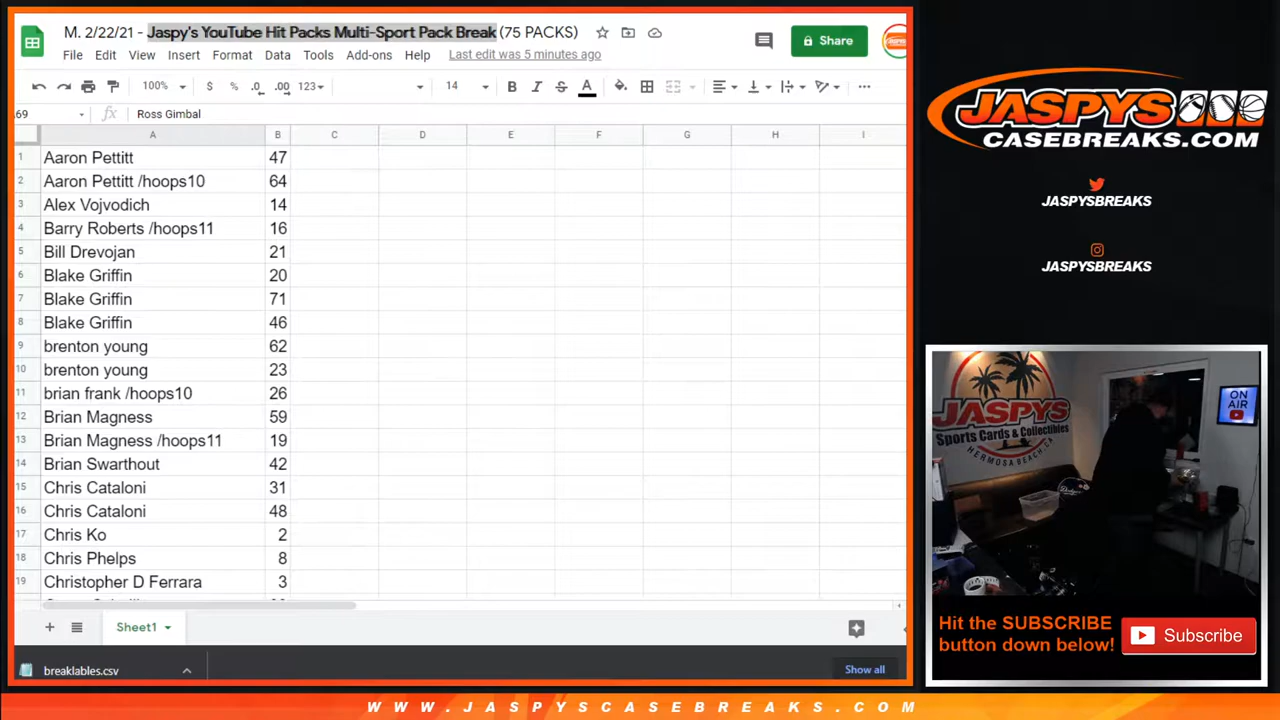 M. 2/22/21 - Jaspy's YouTube Hit Packs Multi-Sport Pack Break (75 PACKS)
File Edit View Insert Format Data Tools Add-ons Help Last edit was 5 minutes ago
Share
100% $ % .0 .00 123 14 B I S A
69 fx Ross Gimbal
A B C D E F G H I
1 Aaron Pettitt 47
2 Aaron Pettitt /hoops10 64
3 Alex Vojvodich 14
4 Barry Roberts /hoops11 16
5 Bill Drevojan 21
6 Blake Griffin 20
7 Blake Griffin 71
8 Blake Griffin 46
9 brenton young 62
10 brenton young 23
11 brian frank /hoops10 26
12 Brian Magness 59
13 Brian Magness /hoops11 19
14 Brian Swarthout 42
15 Chris Cataloni 31
16 Chris Cataloni 48
17 Chris Ko 2
18 Chris Phelps 8
19 Christopher D Ferrara 3
Sheet1
breaklables.csv
Show all
JASPYS
CASEBREAKS.COM
JASPYSBREAKS
JASPYSBREAKS
JASPYS
Sports Cards & Collectibles
HERMOSA BEACH, CA
ON
AIR
Hit the SUBSCRIBE
button down below!
Subscribe
WWW.JASPYSCASEBREAKS.COM